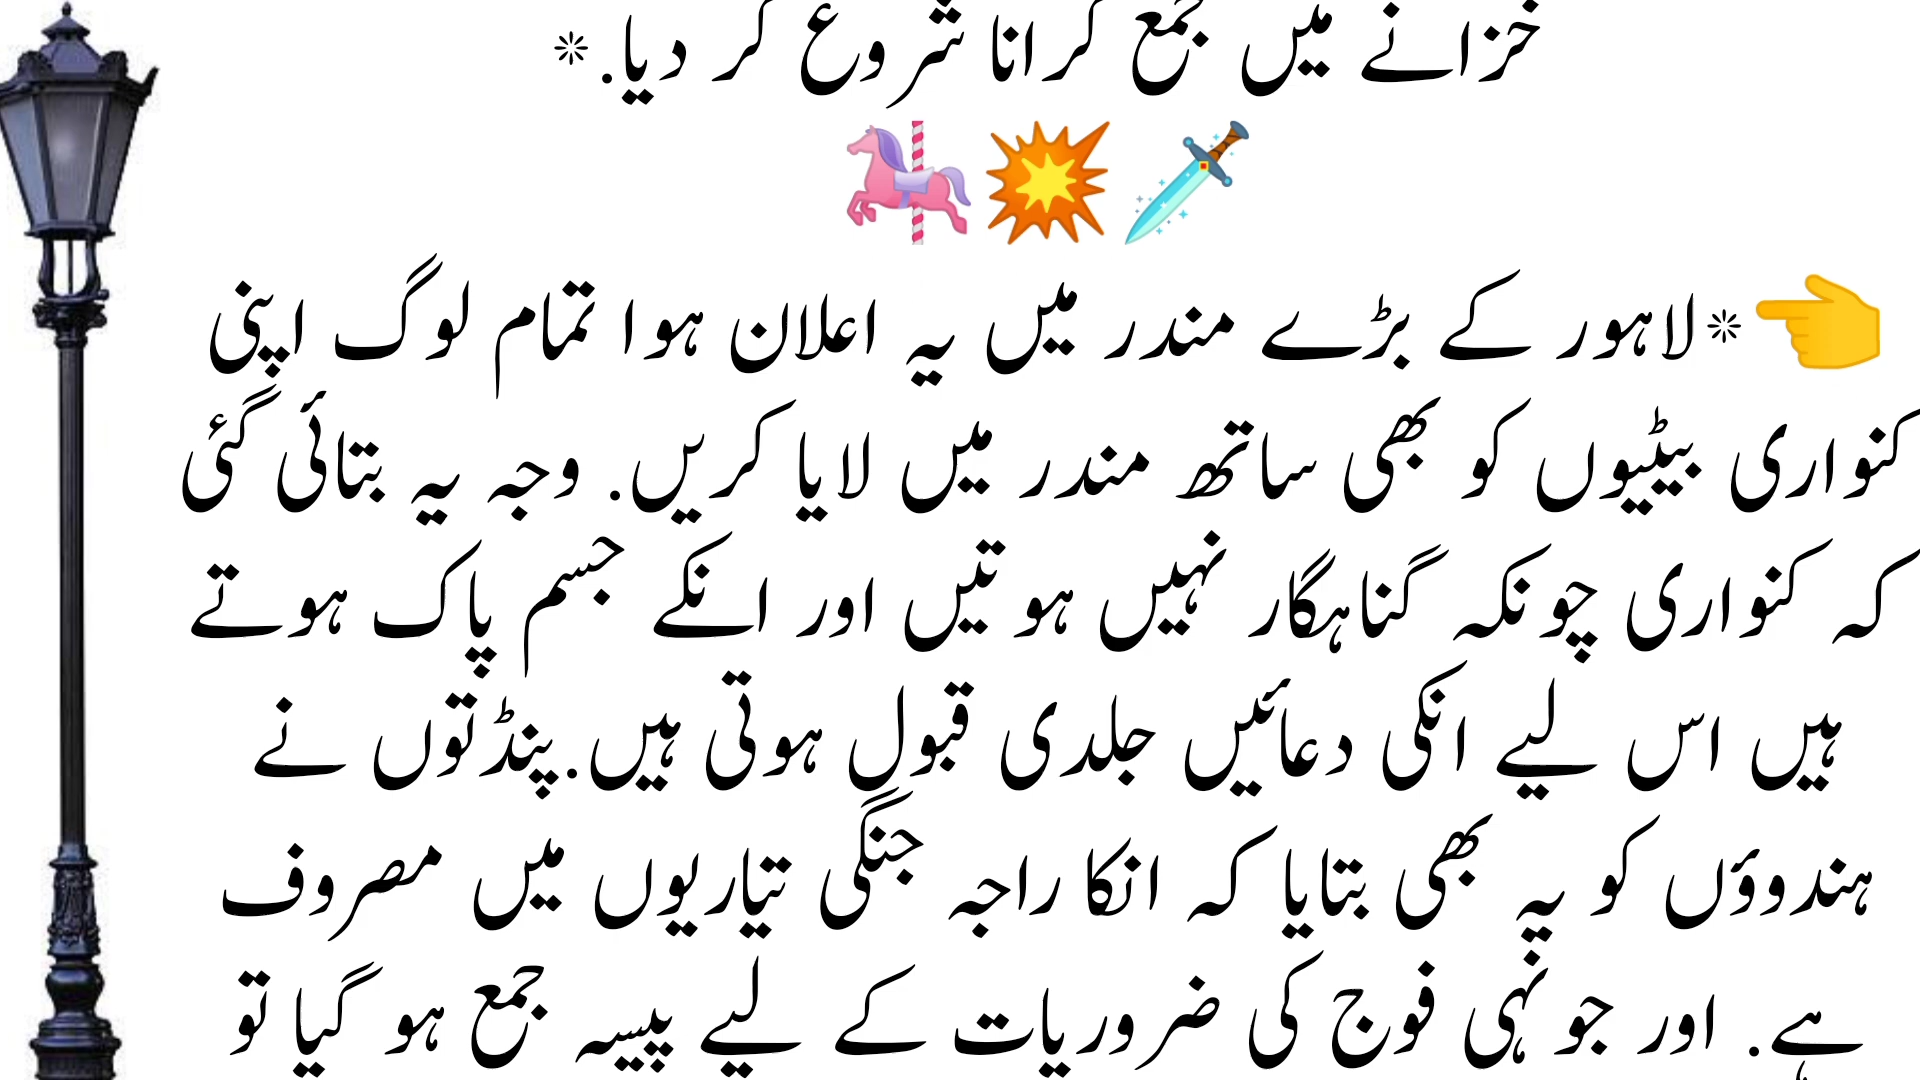 خزانے میں جمع کرانا شروع کر دیا.*
*لاہور کے بڑے مندر میں یہ اعلان ہوا تمام لوگ اپنی
کنواری بیٹیوں کو بھی ساتھ مندر میں لایا کریں. وجہ یہ بتائی گئی
کہ کنواری چونکہ گناہگار نہیں ہوتیں اور انکے جسم پاک ہوتے
ہیں اس لیے انکی دعائیں جلدی قبول ہوتی ہیں.پنڈتوں نے
ہندوؤں کو یہ بھی بتایا کہ انکا راجہ جنگی تیاریوں میں مصروف
ہے. اور جونہی فوج کی ضروریات کے لیے پیسہ جمع ہو گیا تو